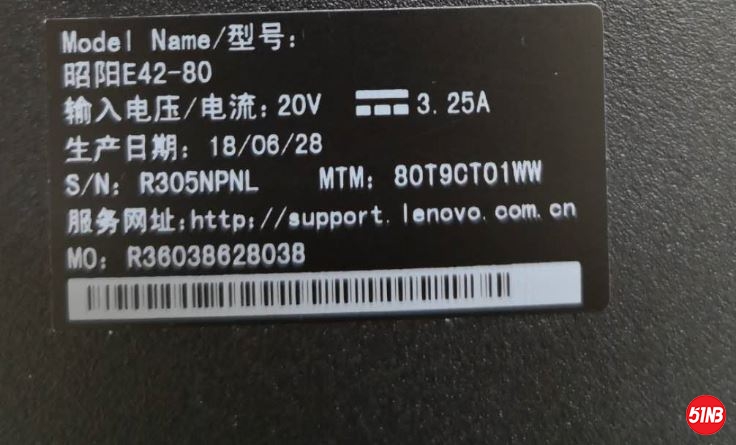 Model Name/型号:
昭阳E42-80
输入电压/电流: 20V ⎓ 3.25A
生产日期: 18/06/28
S/N: R305NPNL MTM: 80T9CT01WW
服务网址:http://support.lenovo.com.cn
MO: R36038628038
51NB